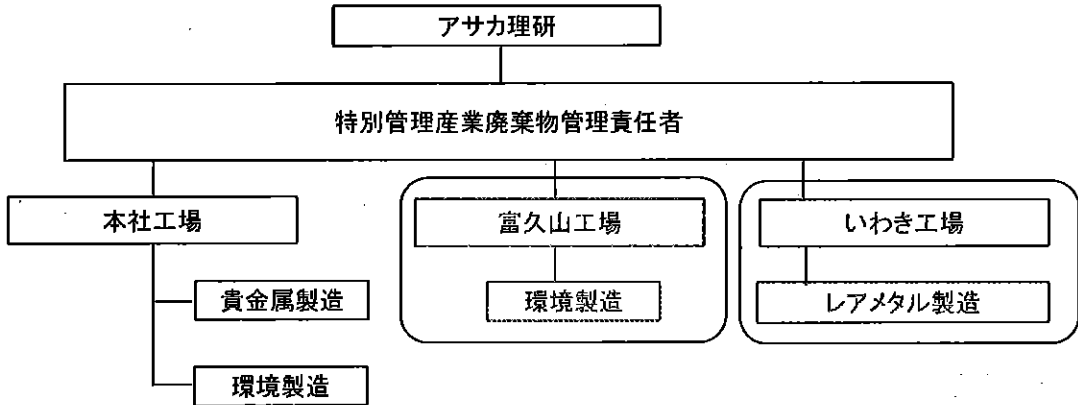 アサカ理研
特別管理産業廃棄物管理責任者
本社工場
富久山工場
いわき工場
貴金属製造
環境製造
レアメタル製造
環境製造